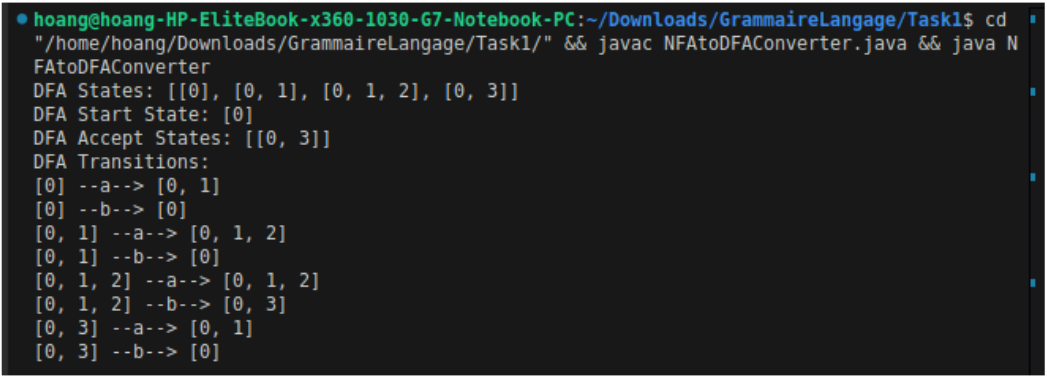 hoang@hoang-HP-EliteBook-x360-1030-G7-Notebook-PC:~/Downloads/GrammaireLangage/Task1$ cd
"/home/hoang/Downloads/GrammaireLangage/Task1/" && javac NFAtoDFAConverter.java && java N
FAtoDFAConverter
DFA States: [[0], [0, 1], [0, 1, 2], [0, 3]]
DFA Start State: [0]
DFA Accept States: [[0, 3]]
DFA Transitions:
[0] --a--> [0, 1]
[0] --b--> [0]
[0, 1] --a--> [0, 1, 2]
[0, 1] --b--> [0]
[0, 1, 2] --a--> [0, 1, 2]
[0, 1, 2] --b--> [0, 3]
[0, 3] --a--> [0, 1]
[0, 3] --b--> [0]